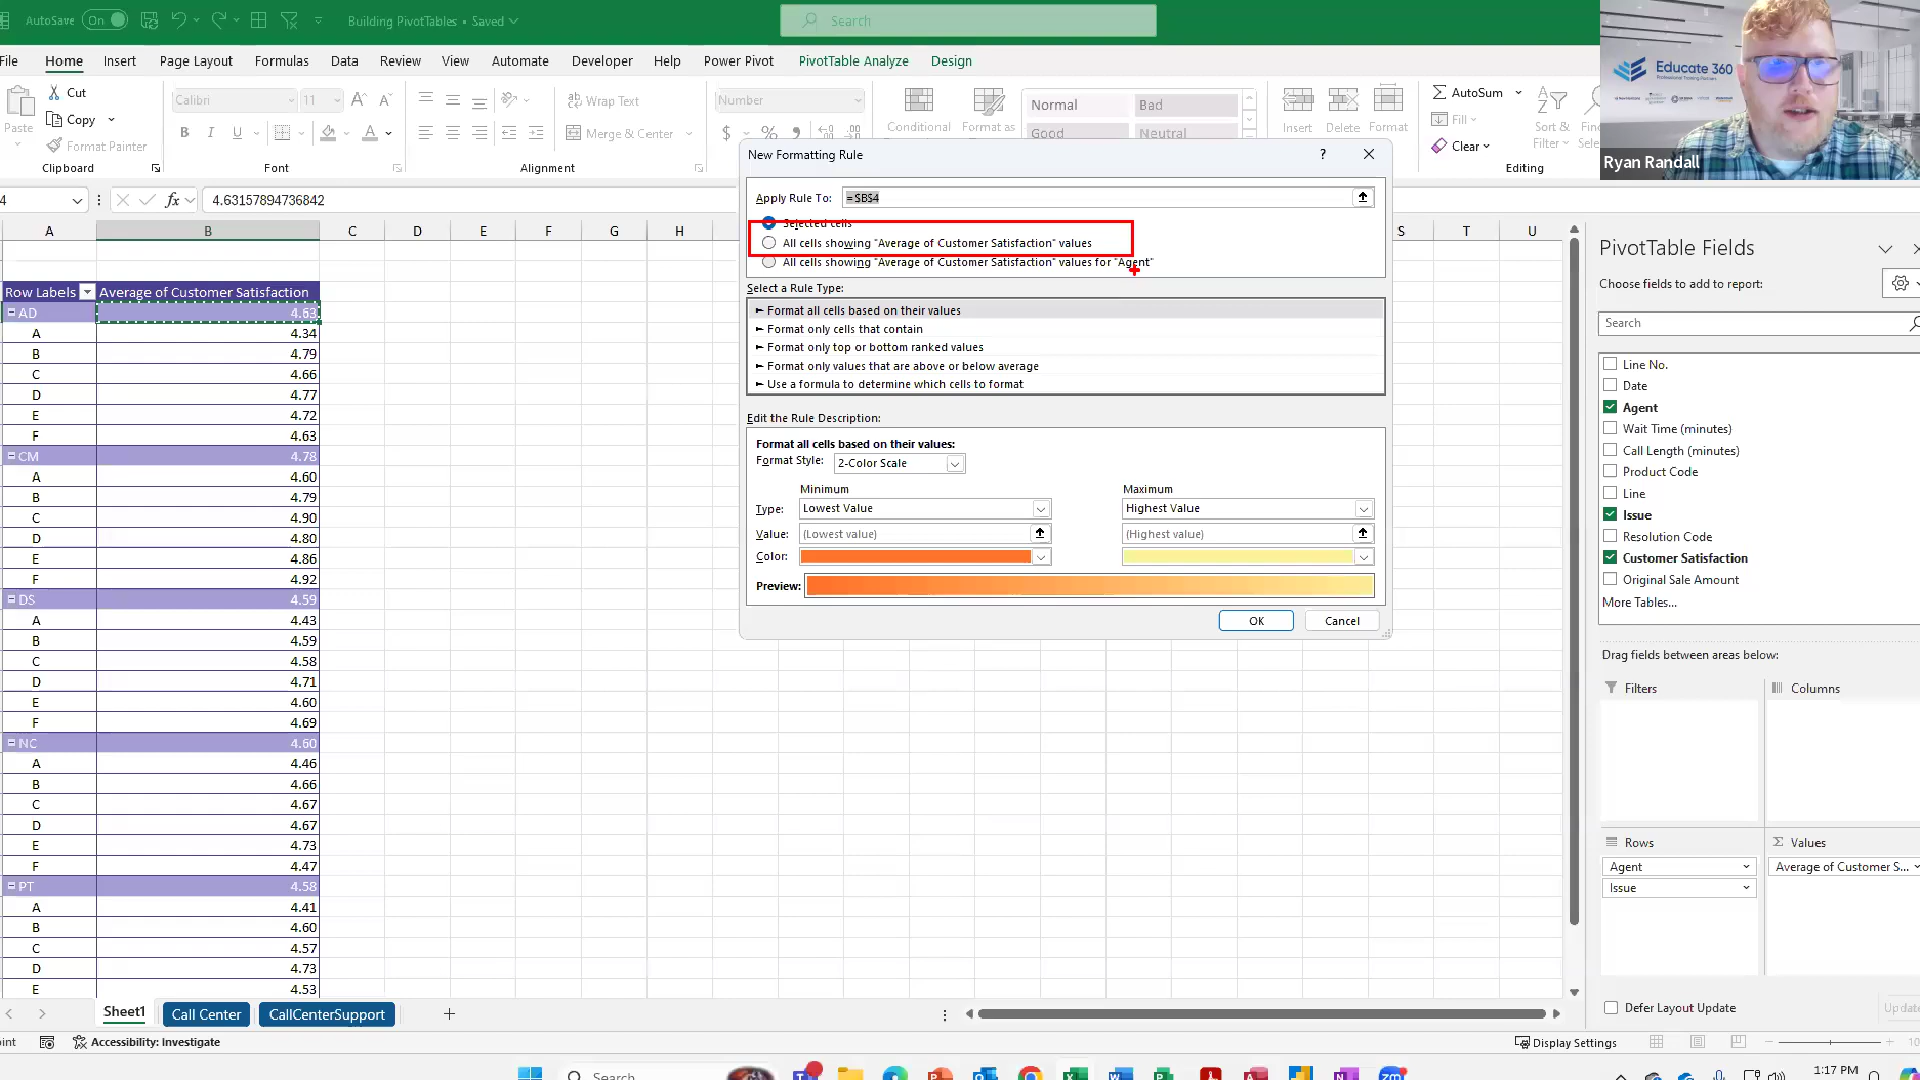 AutoSave On Building PivotTables • Saved Search
File Home Insert Page Layout Formulas Data Review View Automate Developer Help Power Pivot PivotTable Analyze Design
Paste Cut Copy Format Painter
Calibri 11 B I U A
Wrap Text Merge & Center
Number $ %
Conditional Format as
Normal Bad Good Neutral
Insert Delete Format
AutoSum Fill Clear
Sort & Filter
Clipboard Font Alignment Editing
Educate 360
Professional Training Partners
Ryan Randall
4 fx 4.63157894736842
A B C D E F G H S T U
Row Labels Average of Customer Satisfaction
AD 4.63
A 4.34
B 4.79
C 4.66
D 4.77
E 4.72
F 4.63
CM 4.78
A 4.60
B 4.79
C 4.90
D 4.80
E 4.86
F 4.92
DS 4.59
A 4.43
B 4.59
C 4.58
D 4.71
E 4.60
F 4.69
NC 4.60
A 4.46
B 4.66
C 4.67
D 4.67
E 4.73
F 4.47
PT 4.58
A 4.41
B 4.60
C 4.57
D 4.73
E 4.53
New Formatting Rule ?
Apply Rule To: =$B$4
Selected cells
All cells showing "Average of Customer Satisfaction" values
All cells showing "Average of Customer Satisfaction" values for "Agent"
Select a Rule Type:
► Format all cells based on their values
► Format only cells that contain
► Format only top or bottom ranked values
► Format only values that are above or below average
► Use a formula to determine which cells to format
Edit the Rule Description:
Format all cells based on their values:
Format Style: 2-Color Scale
Minimum Maximum
Type: Lowest Value Highest Value
Value: (Lowest value) (Highest value)
Color:
Preview:
OK Cancel
PivotTable Fields
Choose fields to add to report:
Search
Line No.
Date
Agent
Wait Time (minutes)
Call Length (minutes)
Product Code
Line
Issue
Resolution Code
Customer Satisfaction
Original Sale Amount
More Tables...
Drag fields between areas below:
Filters Columns
Rows Σ Values
Agent Average of Customer S...
Issue
Defer Layout Update Update
Sheet1 Call Center CallCenterSupport
Accessibility: Investigate Display Settings
Search
1:17 PM